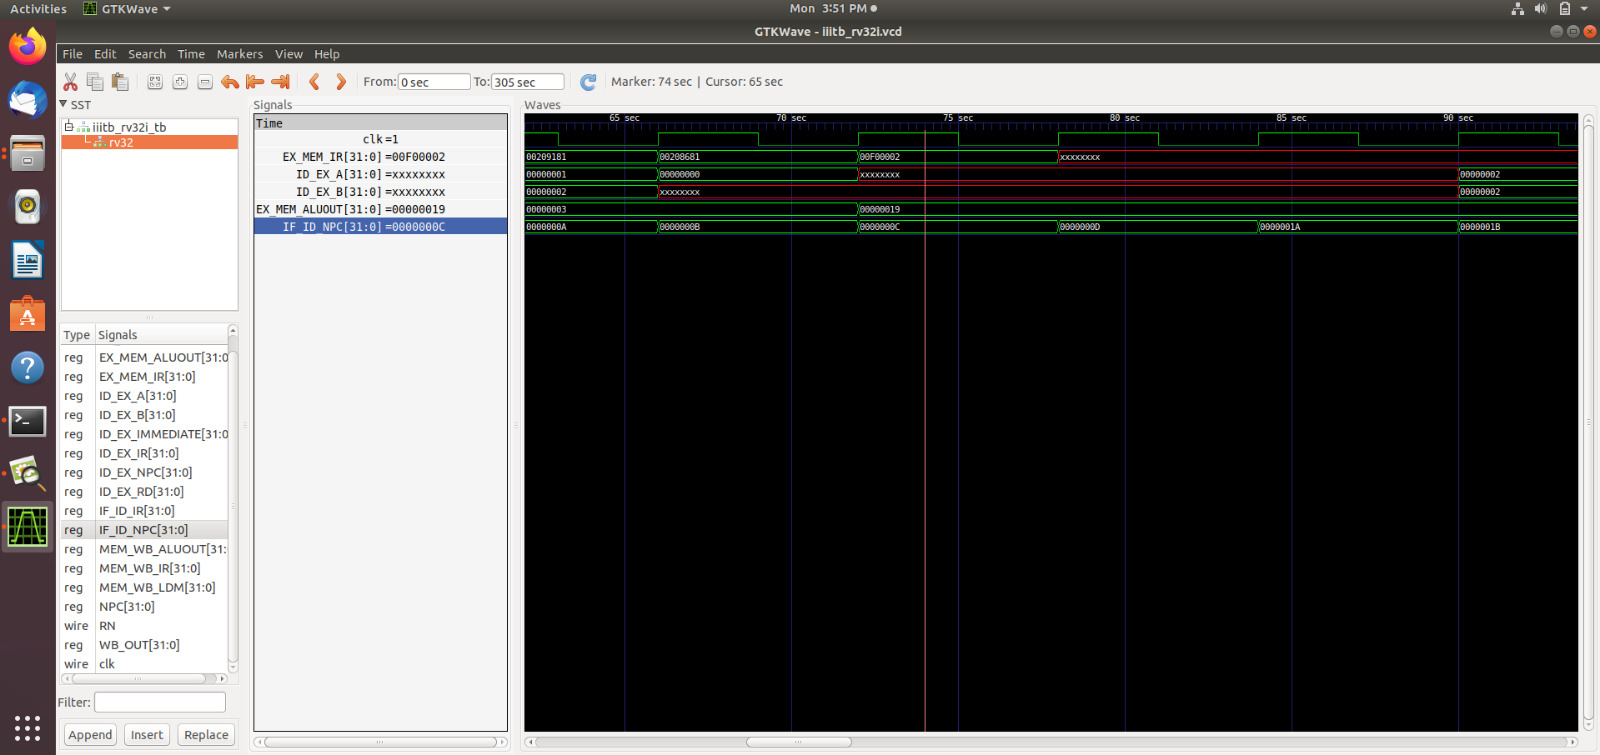 Activities GTKWave Mon 3:51 PM
GTKWave - iiitb_rv32i.vcd
File Edit Search Time Markers View Help
From: 0 sec To: 305 sec Marker: 74 sec | Cursor: 65 sec
SST
iiitb_rv32i_tb
rv32
Type Signals
reg EX_MEM_ALUOUT[31:0
reg EX_MEM_IR[31:0]
reg ID_EX_A[31:0]
reg ID_EX_B[31:0]
reg ID_EX_IMMEDIATE[31:0
reg ID_EX_IR[31:0]
reg ID_EX_NPC[31:0]
reg ID_EX_RD[31:0]
reg IF_ID_IR[31:0]
reg IF_ID_NPC[31:0]
reg MEM_WB_ALUOUT[31:
reg MEM_WB_IR[31:0]
reg MEM_WB_LDM[31:0]
reg NPC[31:0]
wire RN
reg WB_OUT[31:0]
wire clk
Filter:
Append Insert Replace
Signals
Time
clk =1
EX_MEM_IR[31:0] =00F00002
ID_EX_A[31:0] =xxxxxxxx
ID_EX_B[31:0] =xxxxxxxx
EX_MEM_ALUOUT[31:0] =00000019
IF_ID_NPC[31:0] =0000000C
Waves
65 sec 70 sec 75 sec 80 sec 85 sec 90 sec
00209181 00208681 00F00002 xxxxxxxx
00000001 00000000 xxxxxxxx 00000002
00000002 xxxxxxxx 00000002
00000003 00000019
0000000A 0000000B 0000000C 0000000D 0000001A 0000001B